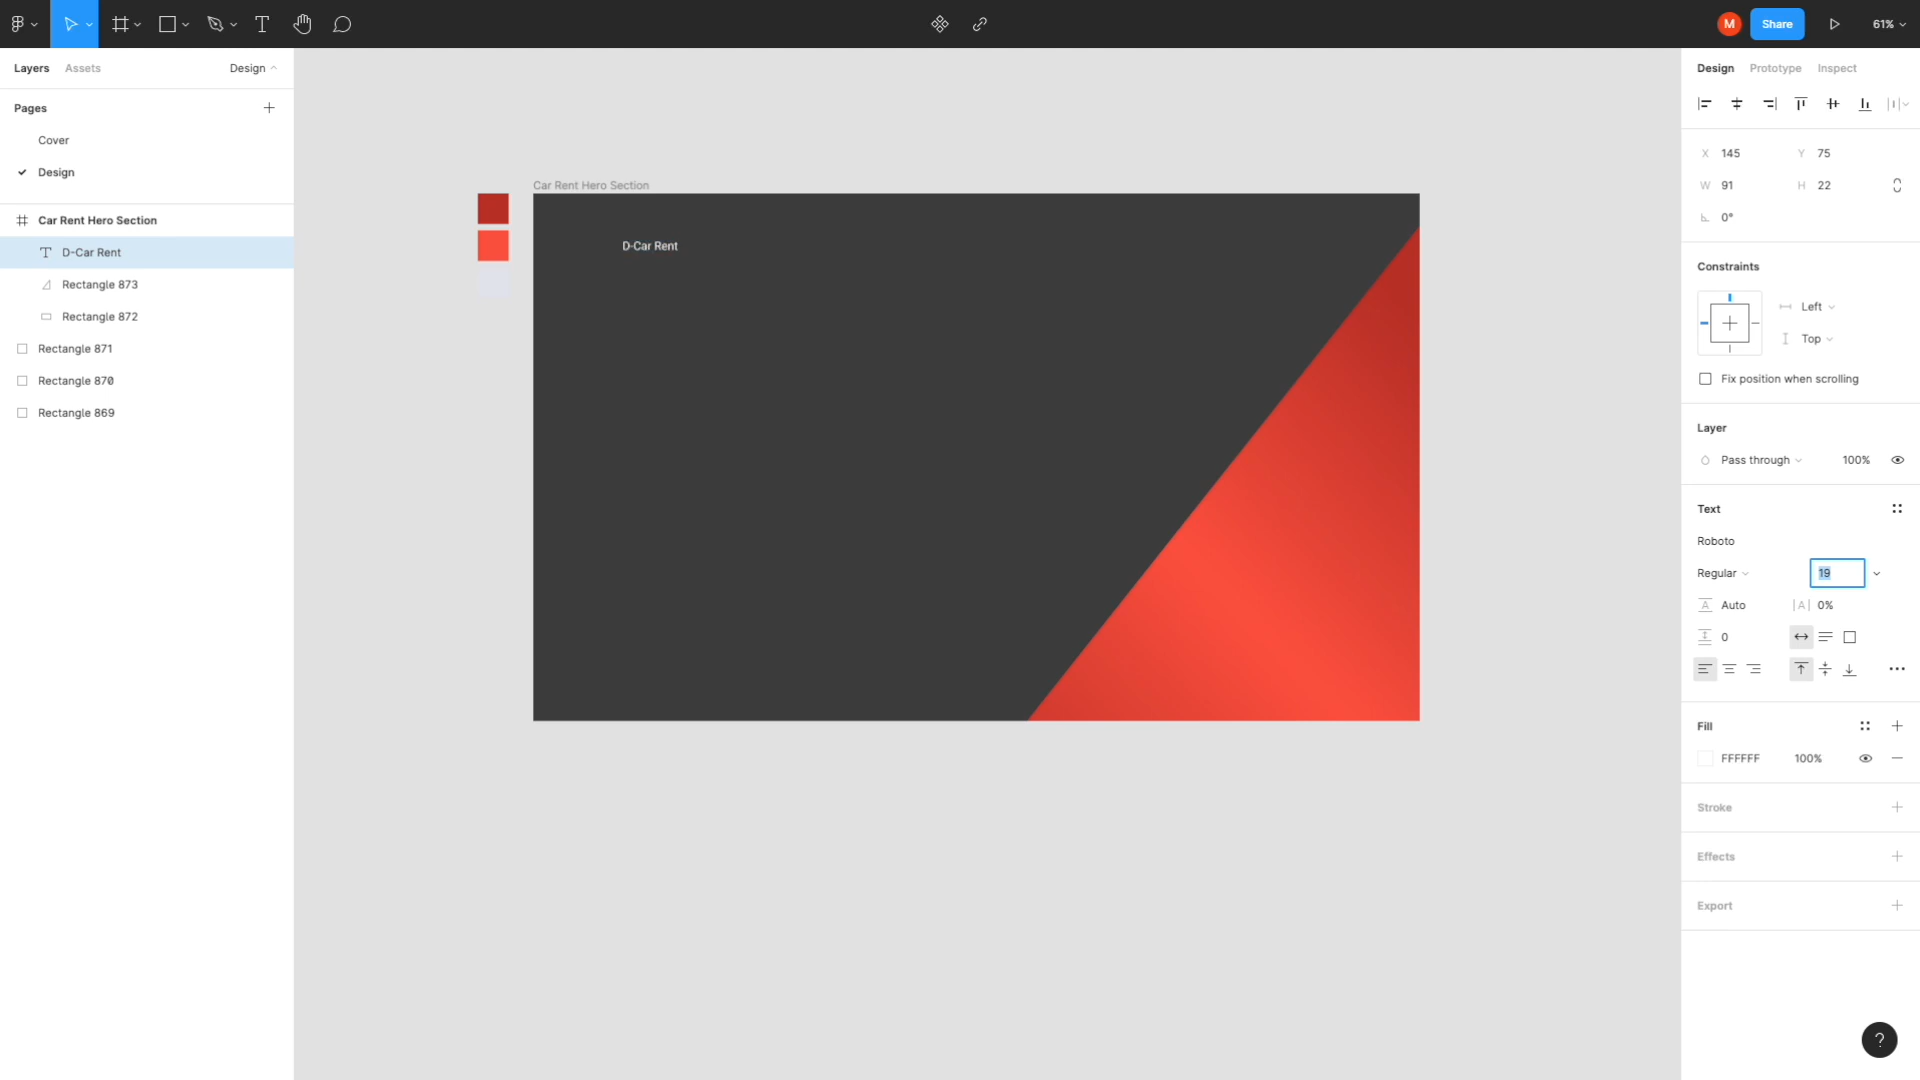 M
Share
61%
Layers
Assets
Design
Pages
Cover
Design
Car Rent Hero Section
D-Car Rent
Rectangle 873
Rectangle 872
Rectangle 871
Rectangle 870
Rectangle 869
Car Rent Hero Section
D-Car Rent
Design
Prototype
Inspect
X 145
Y 75
W 91
H 22
0°
Constraints
Left
Top
Fix position when scrolling
Layer
Pass through
100%
Text
Roboto
Regular
19
A Auto
|A| 0%
0
Fill
FFFFFF
100%
Stroke
Effects
Export
?